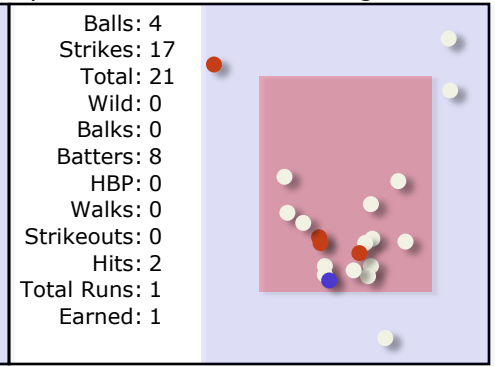 Balls: 4
Strikes: 17
Total: 21
Wild: 0
Balks: 0
Batters: 8
HBP: 0
Walks: 0
Strikeouts: 0
Hits: 2
Total Runs: 1
Earned: 1